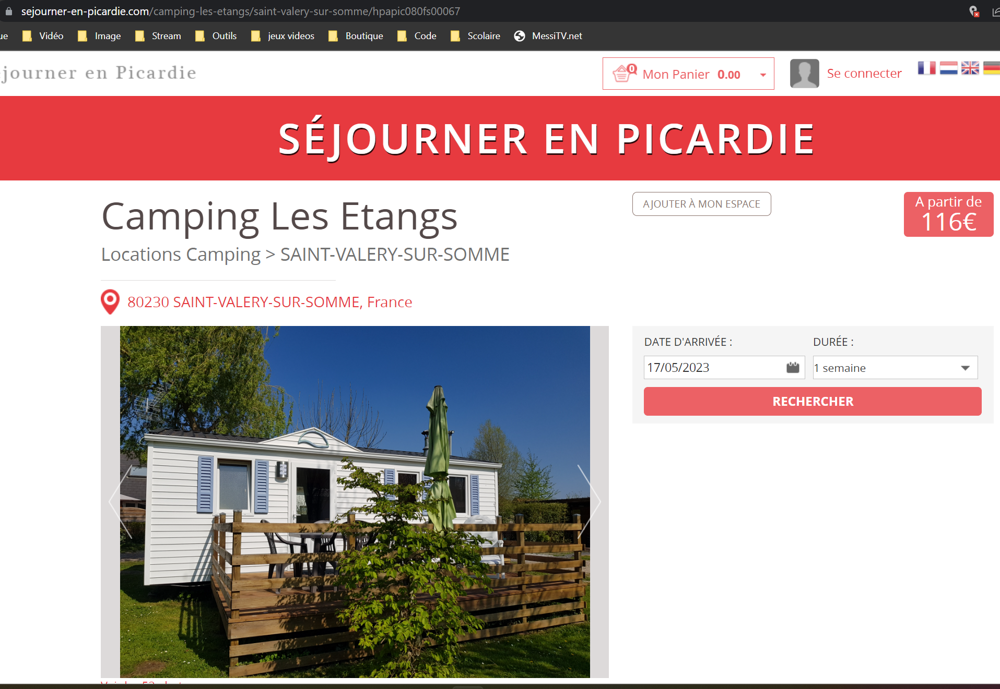 sejourner-en-picardie.com/camping-les-etangs/saint-valery-sur-somme/hpapic080fs00067
ue Vidéo Image Stream Outils jeux videos Boutique Code Scolaire MessiTV.net
éjourner en Picardie
0 Mon Panier 0.00
Se connecter
SÉJOURNER EN PICARDIE
Camping Les Etangs
AJOUTER À MON ESPACE
A partir de
116€
Locations Camping > SAINT-VALERY-SUR-SOMME
80230 SAINT-VALERY-SUR-SOMME, France
DATE D'ARRIVÉE : DURÉE :
17/05/2023 1 semaine
RECHERCHER